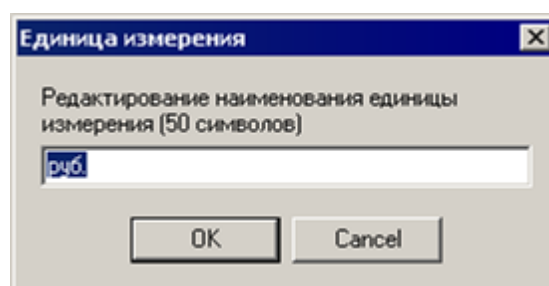 Единица измерения
Редактирование наименования единицы
измерения (50 символов)
руб.
OK Cancel